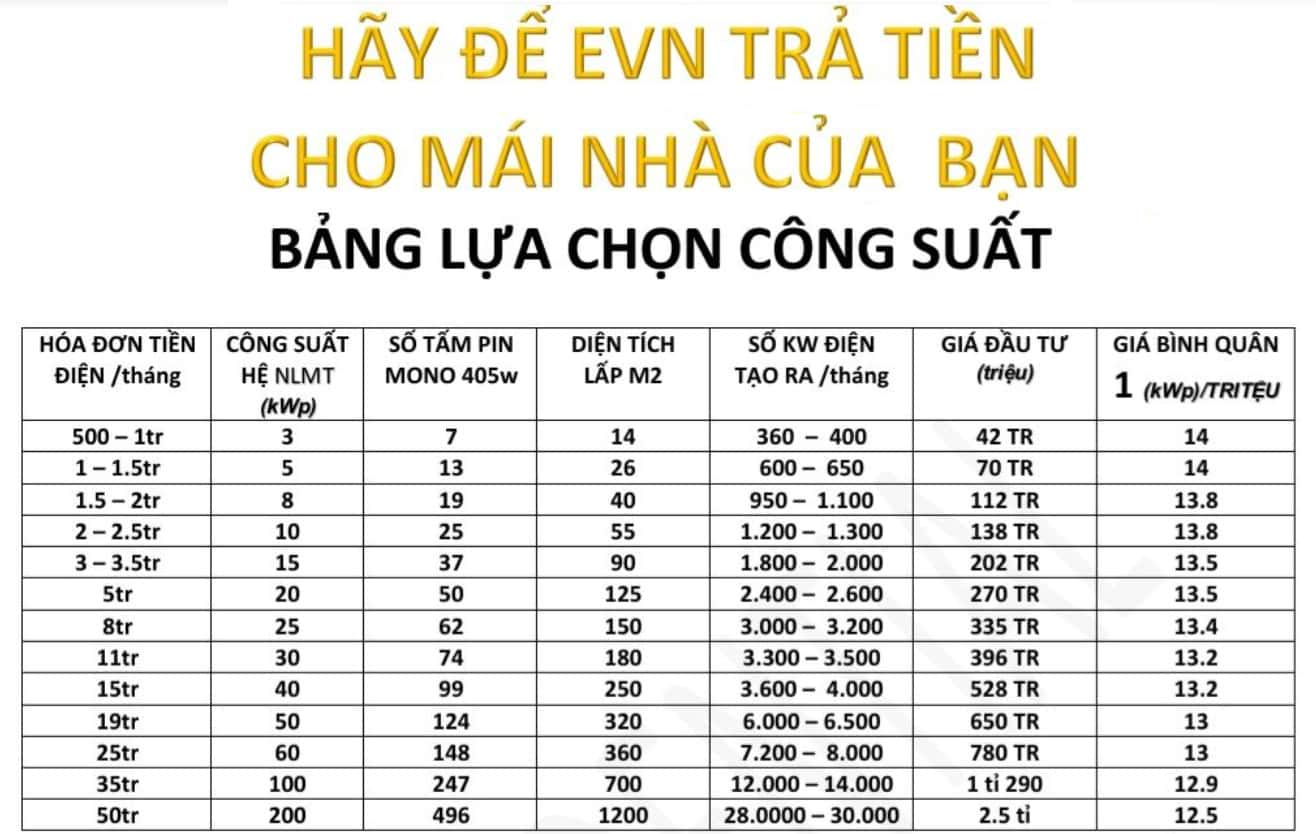 HÃY ĐỂ EVN TRẢ TIỀN
CHO MÁI NHÀ CỦA BẠN
BẢNG LỰA CHỌN CÔNG SUẤT
HÓA ĐƠN TIỀN ĐIỆN /tháng CÔNG SUẤT HỆ NLMT (kWp) SỐ TẤM PIN MONO 405w DIỆN TÍCH LẮP M2 SỐ KW ĐIỆN TẠO RA /tháng GIÁ ĐẦU TƯ (triệu) GIÁ BÌNH QUÂN 1 (kWp)/TRITỆU
500 – 1tr 3 7 14 360 – 400 42 TR 14
1 – 1.5tr 5 13 26 600 – 650 70 TR 14
1.5 – 2tr 8 19 40 950 – 1.100 112 TR 13.8
2 – 2.5tr 10 25 55 1.200 – 1.300 138 TR 13.8
3 – 3.5tr 15 37 90 1.800 – 2.000 202 TR 13.5
5tr 20 50 125 2.400 – 2.600 270 TR 13.5
8tr 25 62 150 3.000 – 3.200 335 TR 13.4
11tr 30 74 180 3.300 – 3.500 396 TR 13.2
15tr 40 99 250 3.600 – 4.000 528 TR 13.2
19tr 50 124 320 6.000 – 6.500 650 TR 13
25tr 60 148 360 7.200 – 8.000 780 TR 13
35tr 100 247 700 12.000 – 14.000 1 tỉ 290 12.9
50tr 200 496 1200 28.0000 – 30.000 2.5 tỉ 12.5